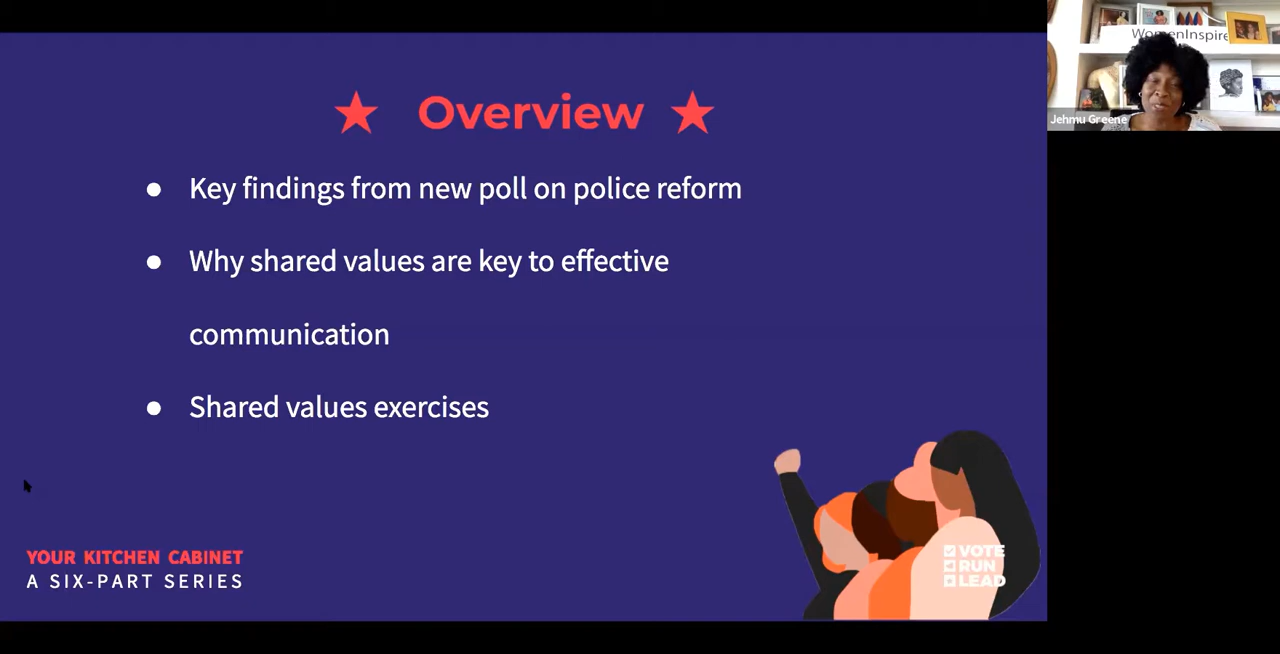 ★ Overview ★
● Key findings from new poll on police reform
● Why shared values are key to effective
communication
● Shared values exercises
YOUR KITCHEN CABINET
A SIX-PART SERIES
VOTE
RUN
LEAD
WomenInspire
Jehmu Greene